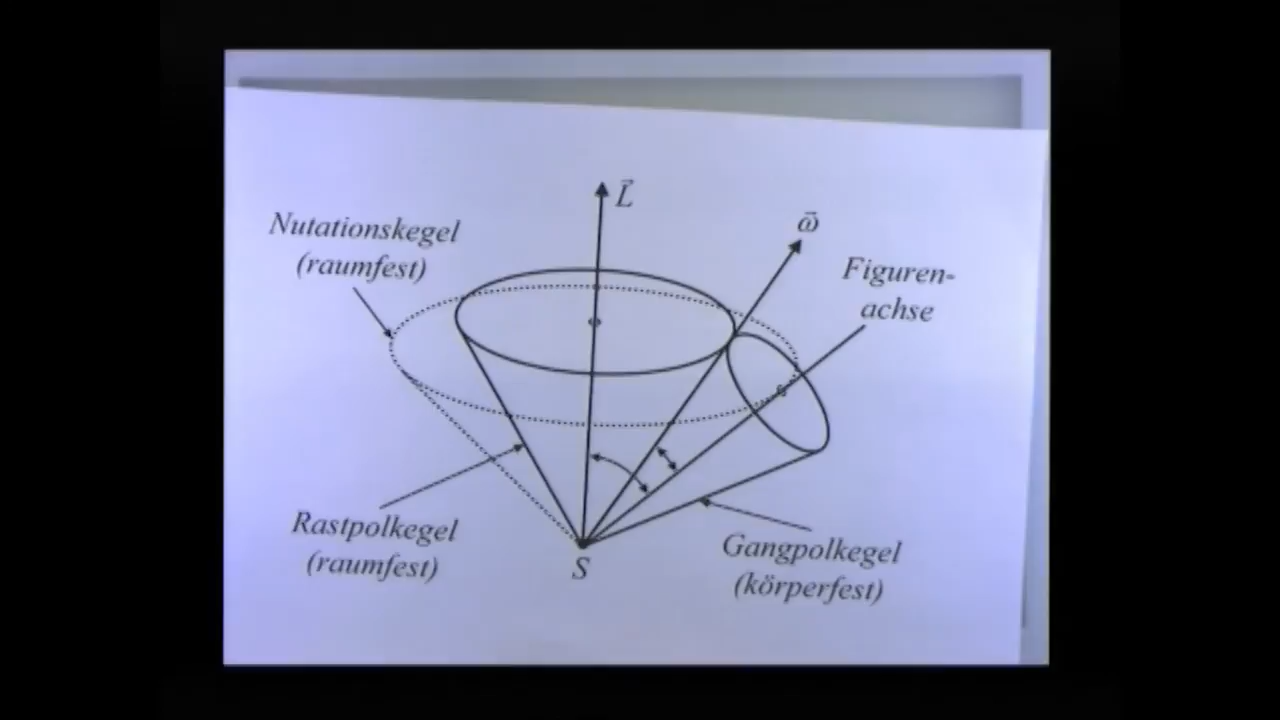 L⃗
ω⃗
Nutationskegel
(raumfest)
Figuren-
achse
Rastpolkegel
(raumfest)
S
Gangpolkegel
(körperfest)